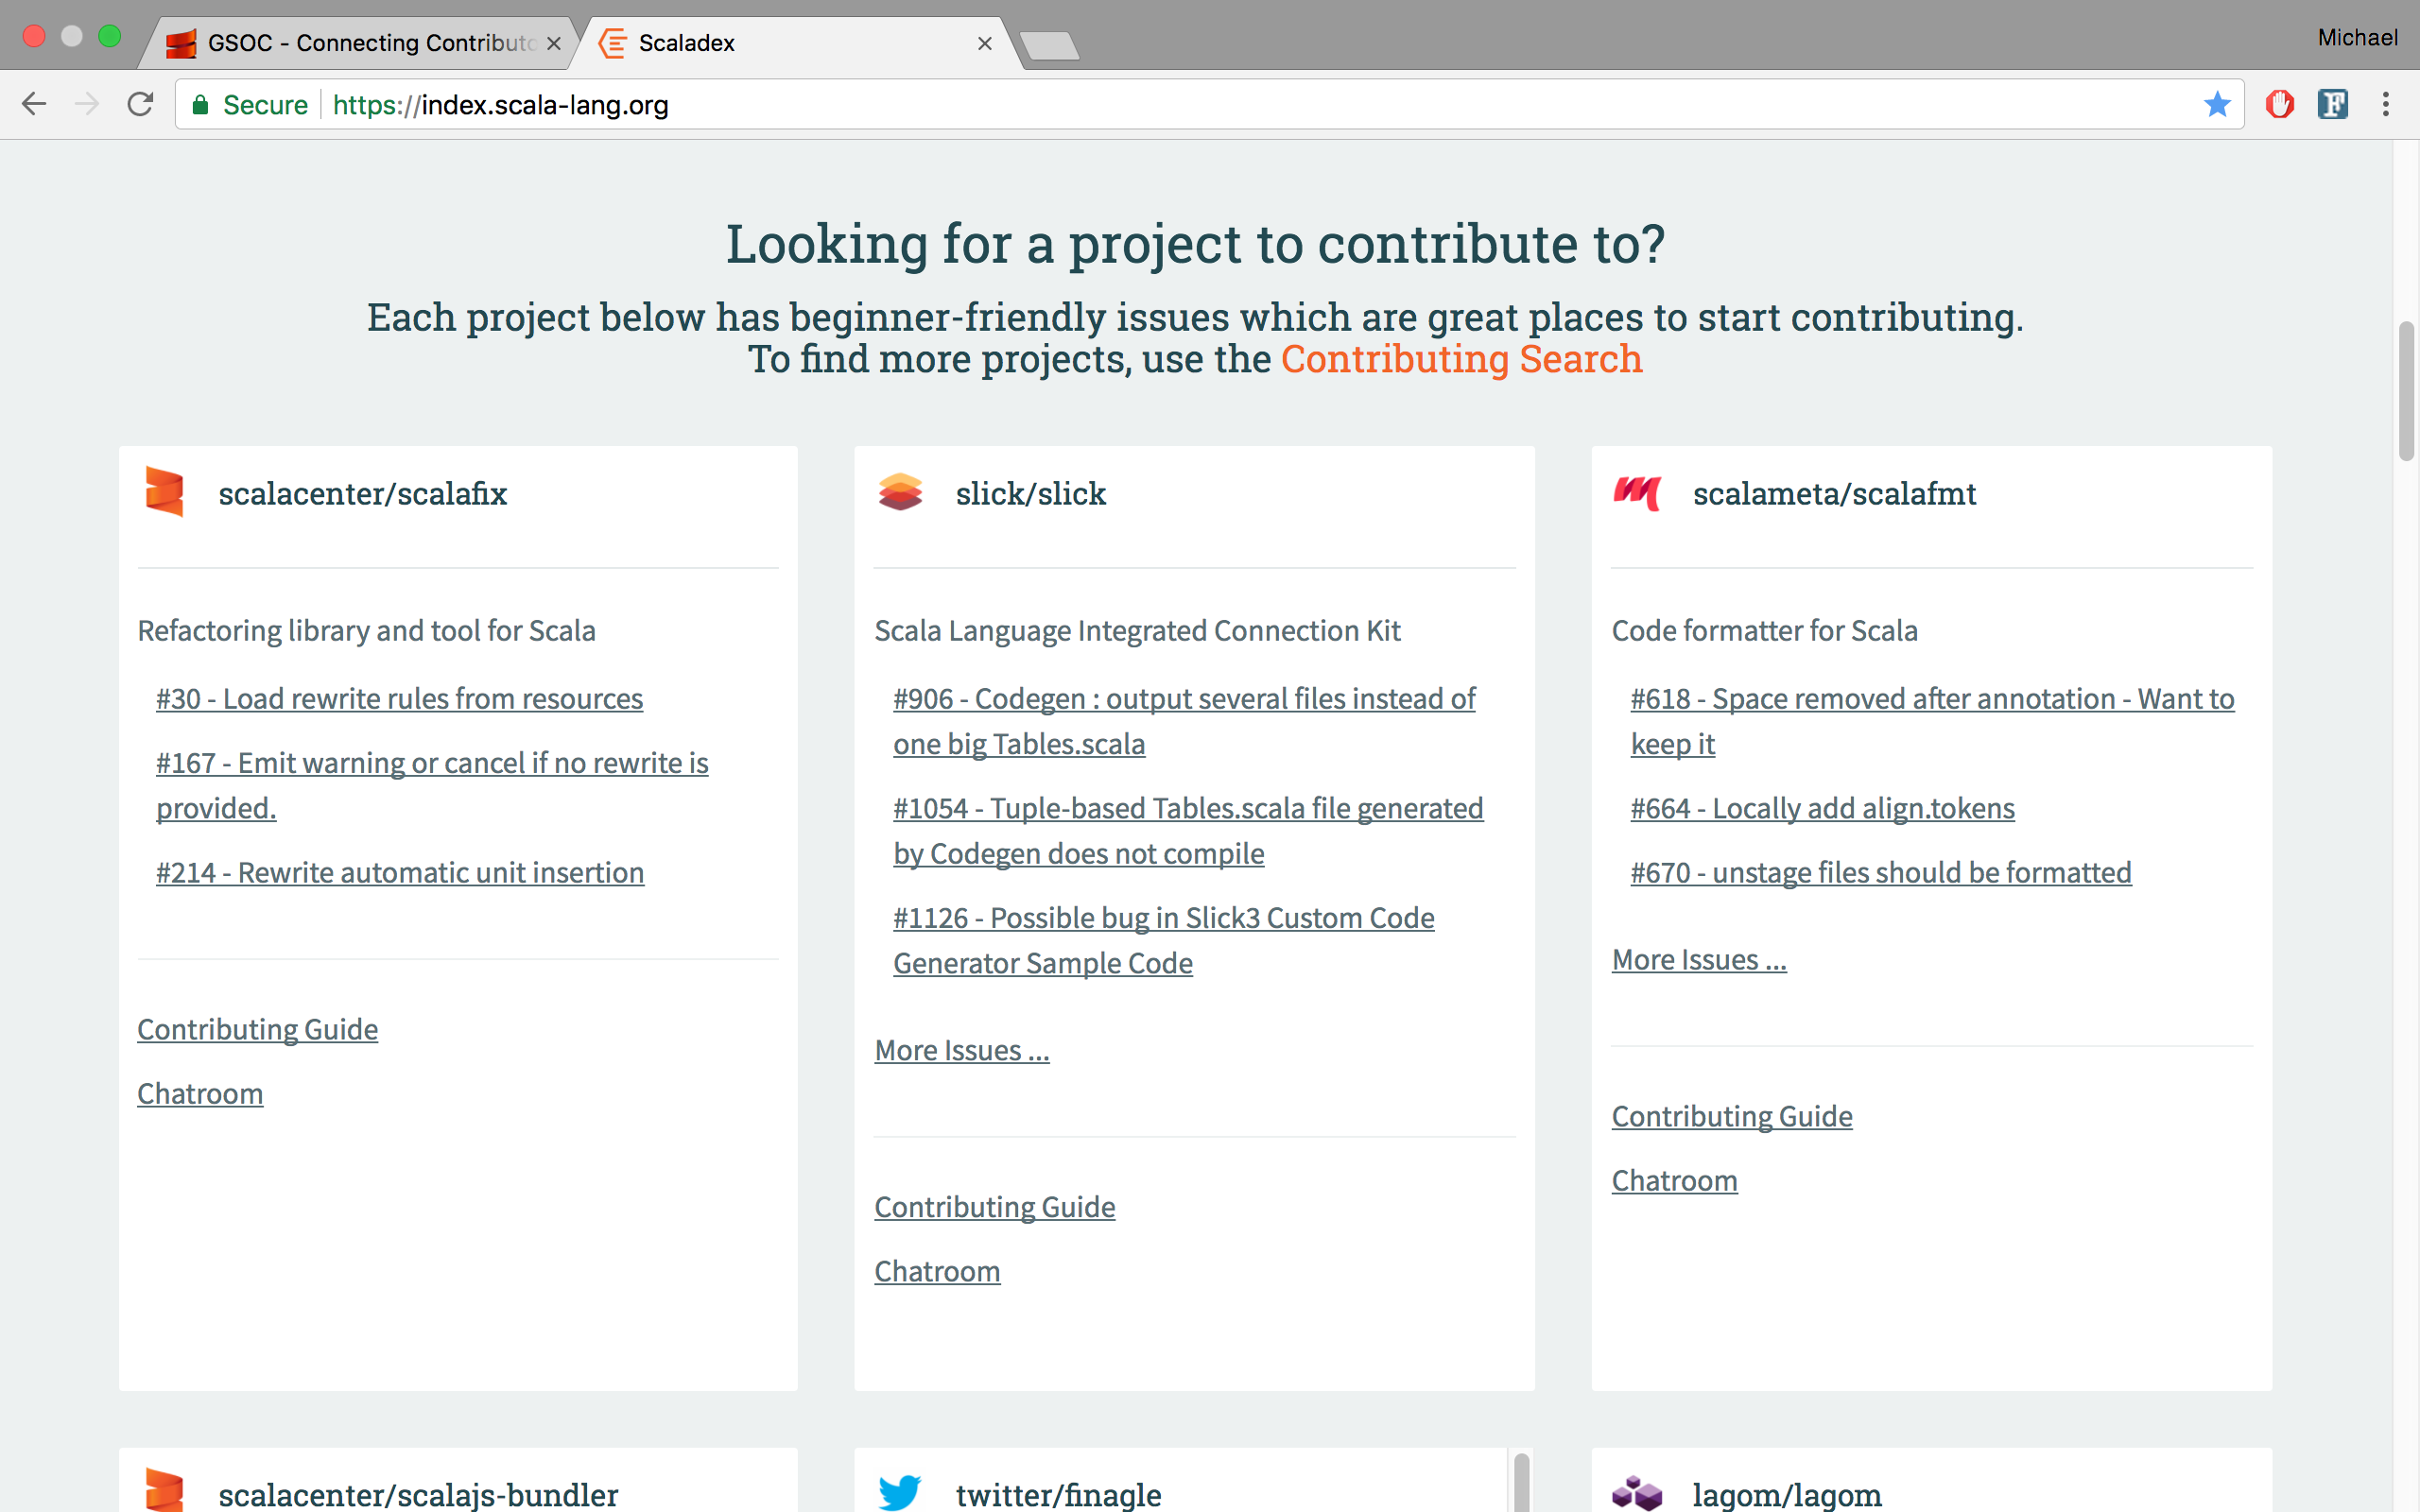 GSOC - Connecting Contributo
Scaladex
Michael
Secure https://index.scala-lang.org
Looking for a project to contribute to?
Each project below has beginner-friendly issues which are great places to start contributing.
To find more projects, use the Contributing Search
scalacenter/scalafix
Refactoring library and tool for Scala
#30 - Load rewrite rules from resources
#167 - Emit warning or cancel if no rewrite is
provided.
#214 - Rewrite automatic unit insertion
Contributing Guide
Chatroom
slick/slick
Scala Language Integrated Connection Kit
#906 - Codegen : output several files instead of
one big Tables.scala
#1054 - Tuple-based Tables.scala file generated
by Codegen does not compile
#1126 - Possible bug in Slick3 Custom Code
Generator Sample Code
More Issues ...
Contributing Guide
Chatroom
scalameta/scalafmt
Code formatter for Scala
#618 - Space removed after annotation - Want to
keep it
#664 - Locally add align.tokens
#670 - unstage files should be formatted
More Issues ...
Contributing Guide
Chatroom
scalacenter/scalajs-bundler
twitter/finagle
lagom/lagom